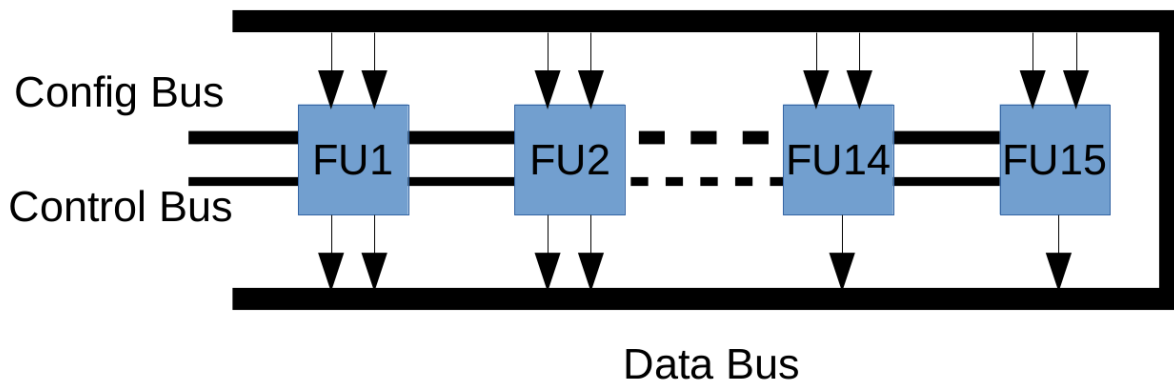 Config Bus
FU1 FU2 FU14 FU15
Control Bus
Data Bus